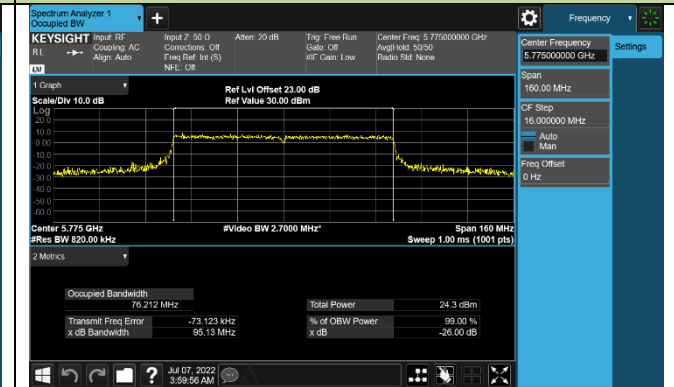 Spectrum Analyzer 1
Occupied BW
+
Frequency
KEYSIGHT Input: RF Input Z: 50 Ω Atten: 20 dB Trig: Free Run Center Freq: 5.775000000 GHz
RL Coupling: AC Corrections: Off Gate: Off Avg|Hold: 50/50
Align: Auto Freq Ref: Int (S) #IF Gain: Low Radio Std: None
LXI NFE: Off
Center Frequency
5.775000000 GHz
Settings
Span
160.00 MHz
CF Step
16.000000 MHz
Auto
Man
Freq Offset
0 Hz
1 Graph
Ref Lvl Offset 23.00 dB
Scale/Div 10.0 dB Ref Value 30.00 dBm
Log
20.0
10.0
0.00
-10.0
-20.0
-30.0
-40.0
-50.0
-60.0
Center 5.775 GHz #Video BW 2.7000 MHz* Span 160 MHz
#Res BW 820.00 kHz Sweep 1.00 ms (1001 pts)
2 Metrics
Occupied Bandwidth
76.212 MHz Total Power 24.3 dBm
Transmit Freq Error -73.123 kHz % of OBW Power 99.00 %
x dB Bandwidth 95.13 MHz x dB -26.00 dB
? Jul 07, 2022
3:59:56 AM